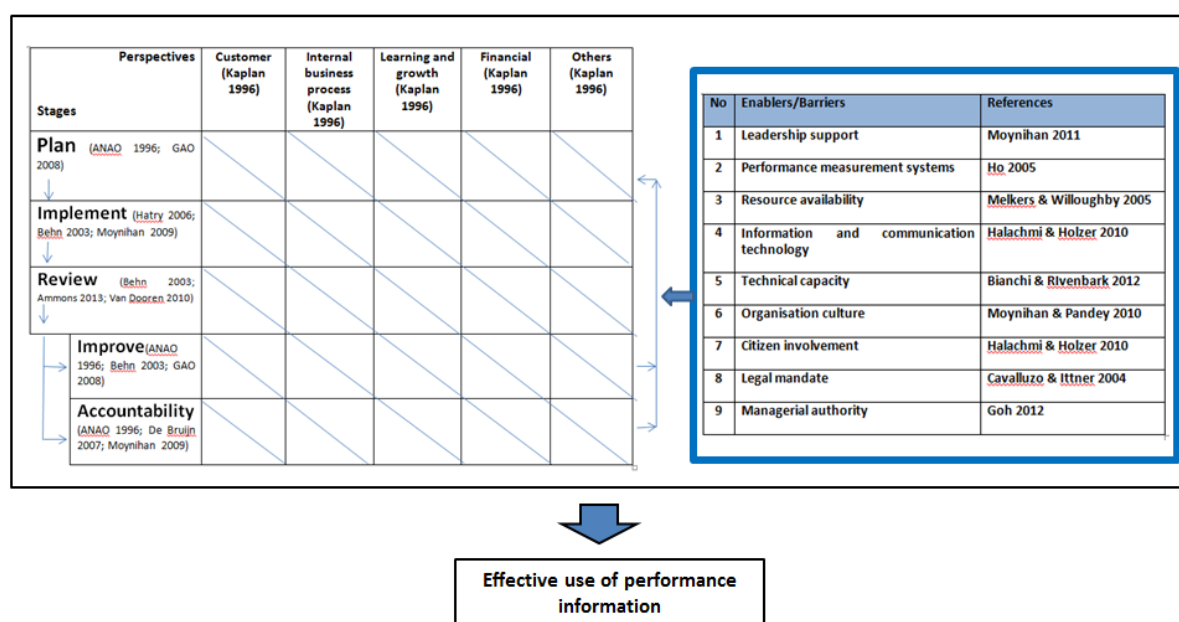 Perspectives
Stages
Customer
(Kaplan
1996)
Internal
business
process
(Kaplan
1996)
Learning and
growth
(Kaplan
1996)
Financial
(Kaplan
1996)
Others
(Kaplan
1996)
Plan (ANAO 1996; GAO
2008)
Implement (Hatry 2006;
Behn 2003; Moynihan 2009)
Review (Behn 2003;
Ammons 2013; Van Dooren 2010)
Improve(ANAO
1996; Behn 2003; GAO
2008)
Accountability
(ANAO 1996; De Bruijn
2007; Moynihan 2009)
No Enablers/Barriers References
1 Leadership support Moynihan 2011
2 Performance measurement systems Ho 2005
3 Resource availability Melkers & Willoughby 2005
4 Information and communication Halachmi & Holzer 2010
technology
5 Technical capacity Bianchi & RIvenbark 2012
6 Organisation culture Moynihan & Pandey 2010
7 Citizen involvement Halachmi & Holzer 2010
8 Legal mandate Cavalluzo & Ittner 2004
9 Managerial authority Goh 2012
Effective use of performance
information